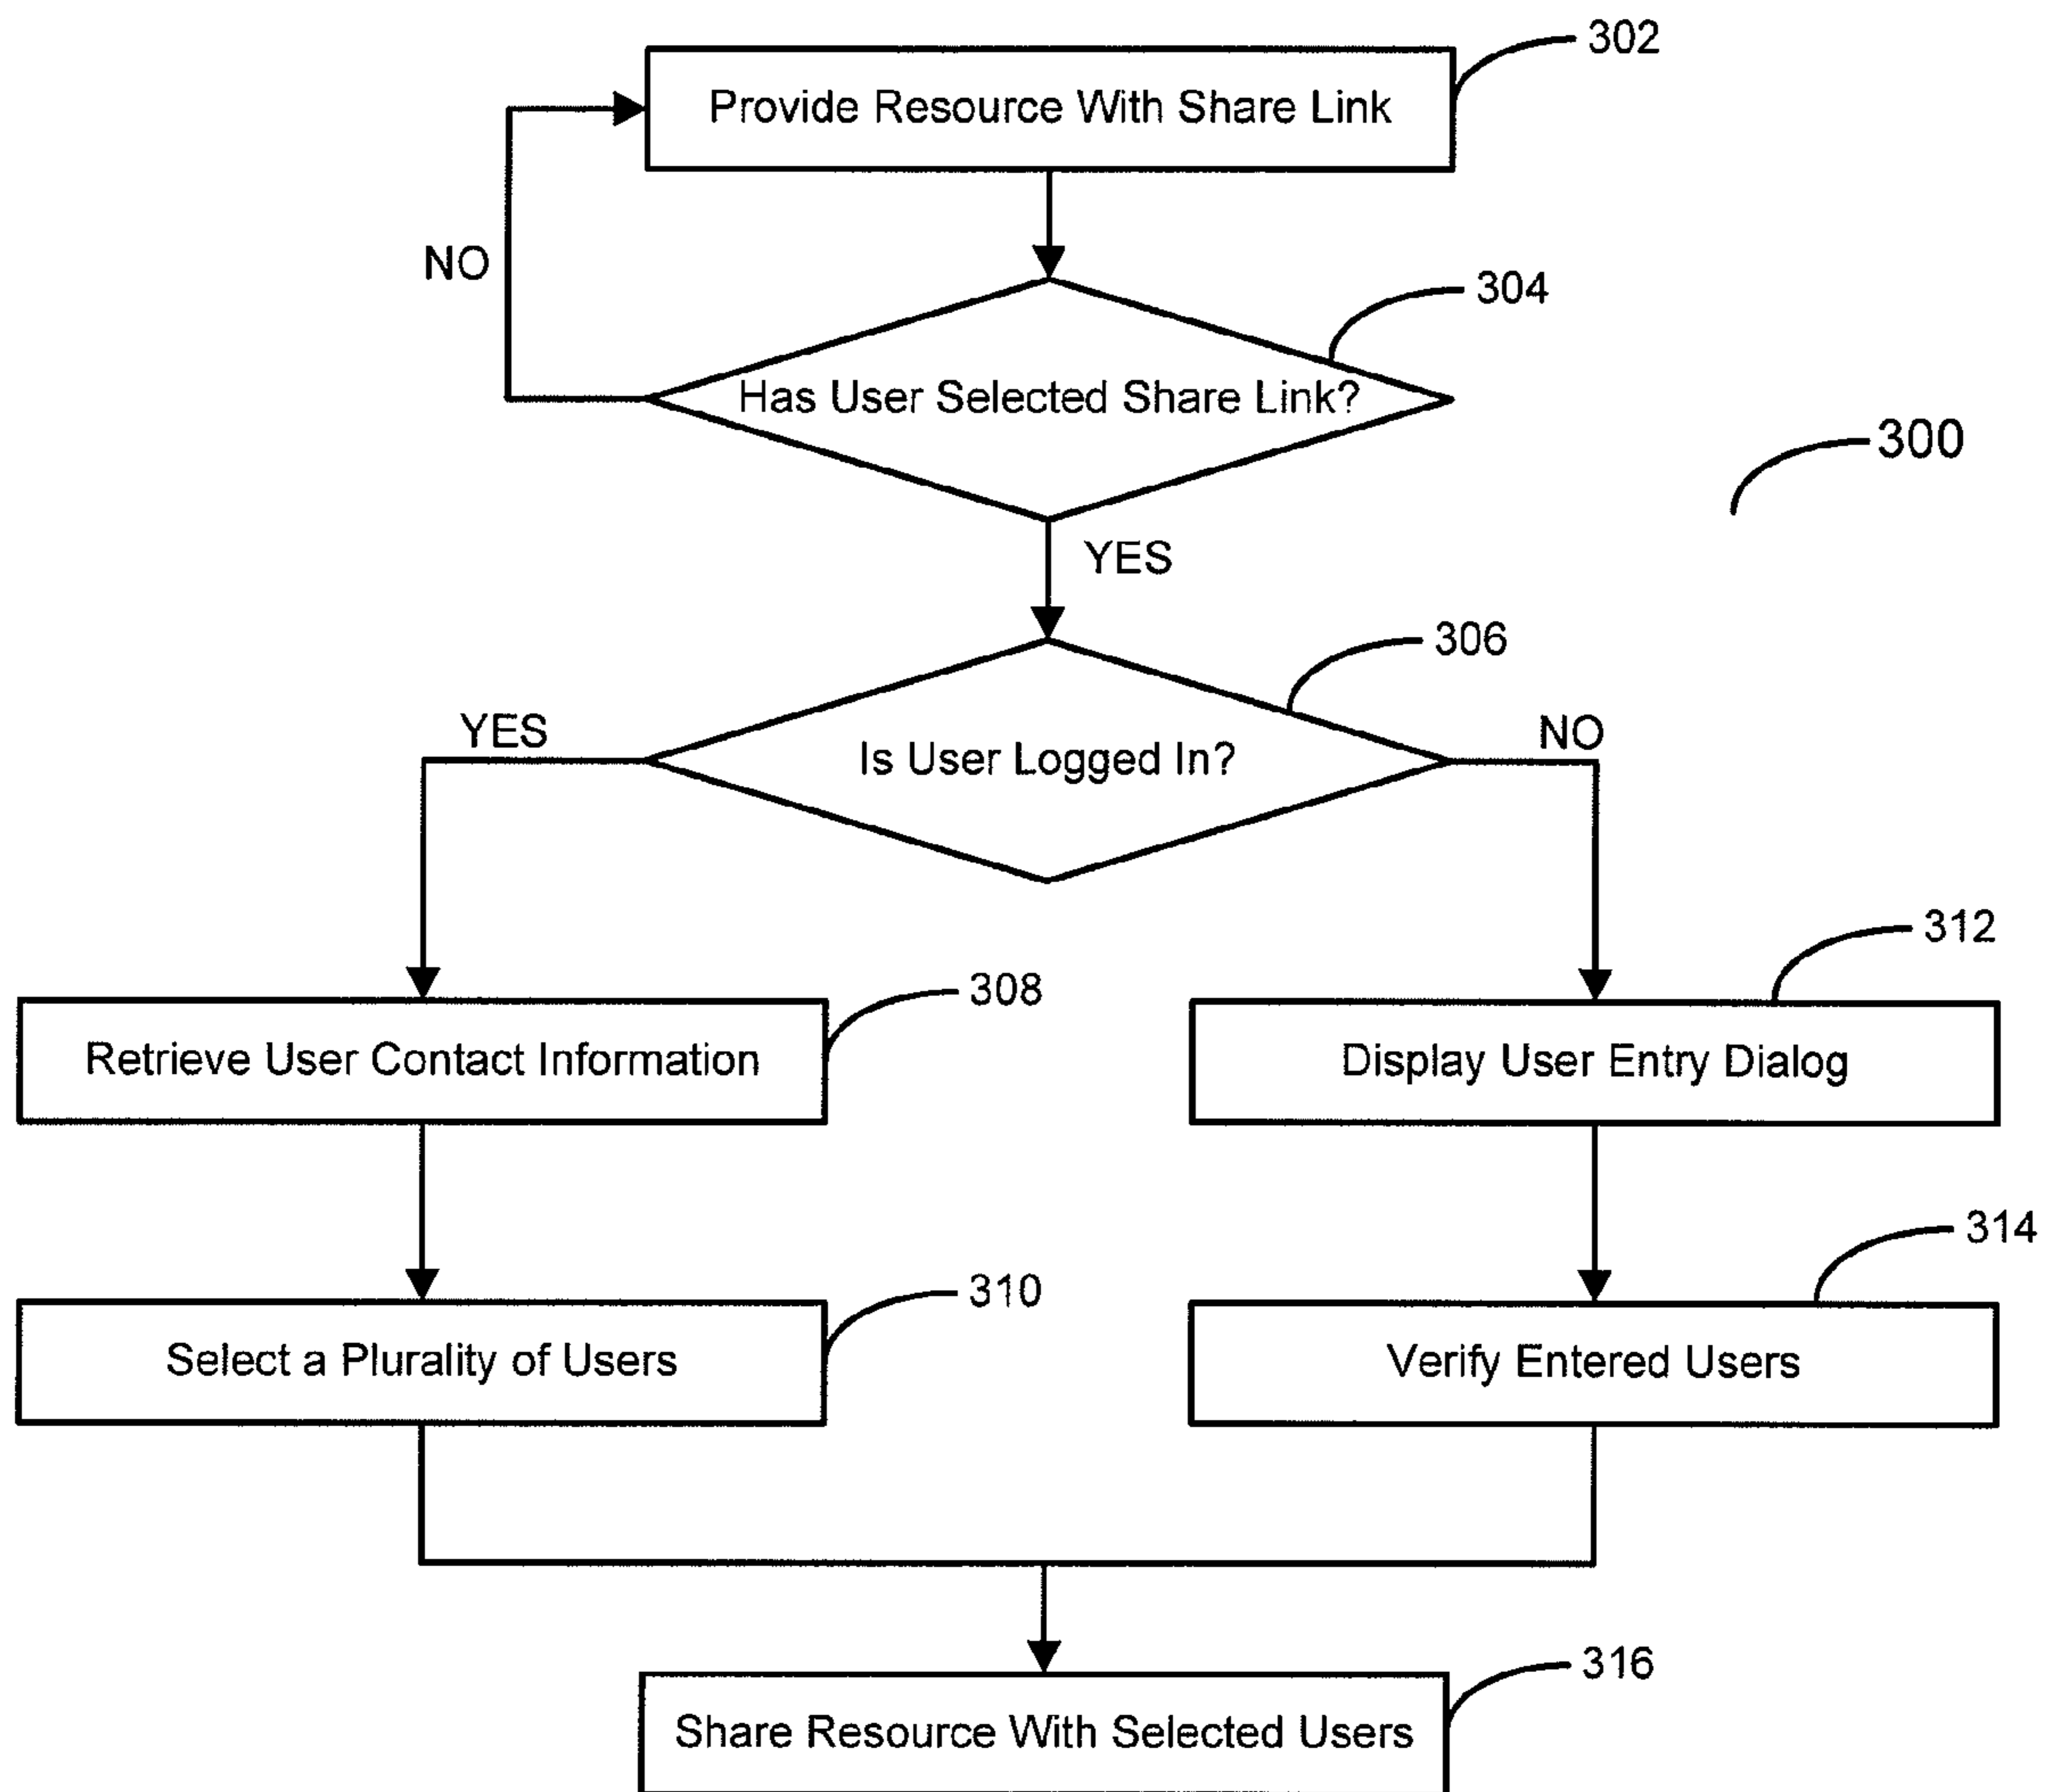 302
Provide Resource With Share Link
NO
304
Has User Selected Share Link?
300
YES
306
YES
NO
Is User Logged In?
312
308
Retrieve User Contact Information
Display User Entry Dialog
314
310
Select a Plurality of Users
Verify Entered Users
316
Share Resource With Selected Users